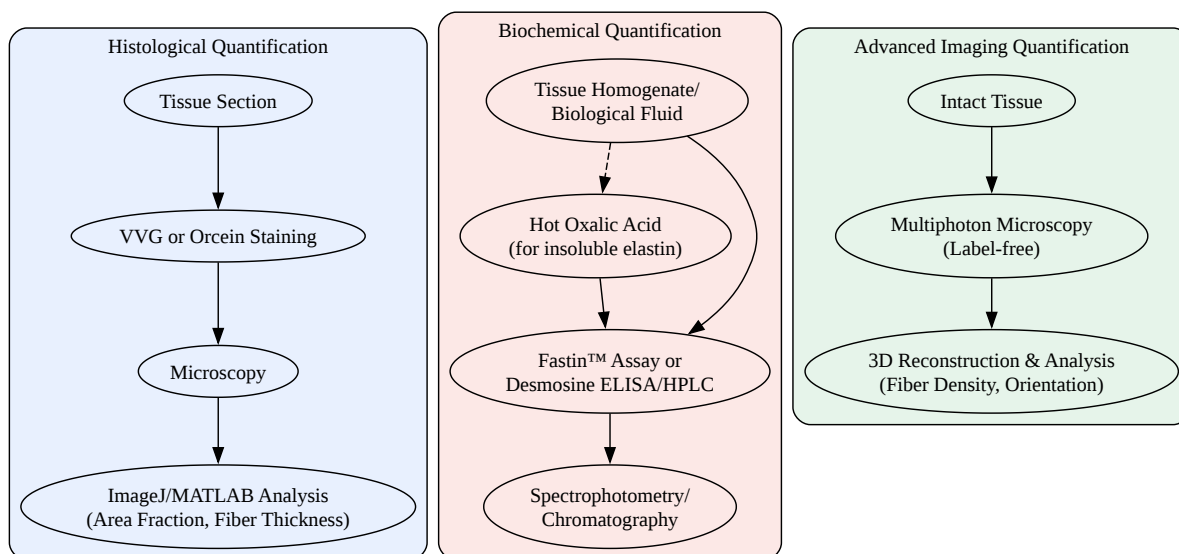 Histological Quantification
Tissue Section
VVG or Orcein Staining
Microscopy
ImageJ/MATLAB Analysis
(Area Fraction, Fiber Thickness)
Biochemical Quantification
Tissue Homogenate/
Biological Fluid
Hot Oxalic Acid
(for insoluble elastin)
Fastin™ Assay or
Desmosine ELISA/HPLC
Spectrophotometry/
Chromatography
Advanced Imaging Quantification
Intact Tissue
Multiphoton Microscopy
(Label-free)
3D Reconstruction & Analysis
(Fiber Density, Orientation)